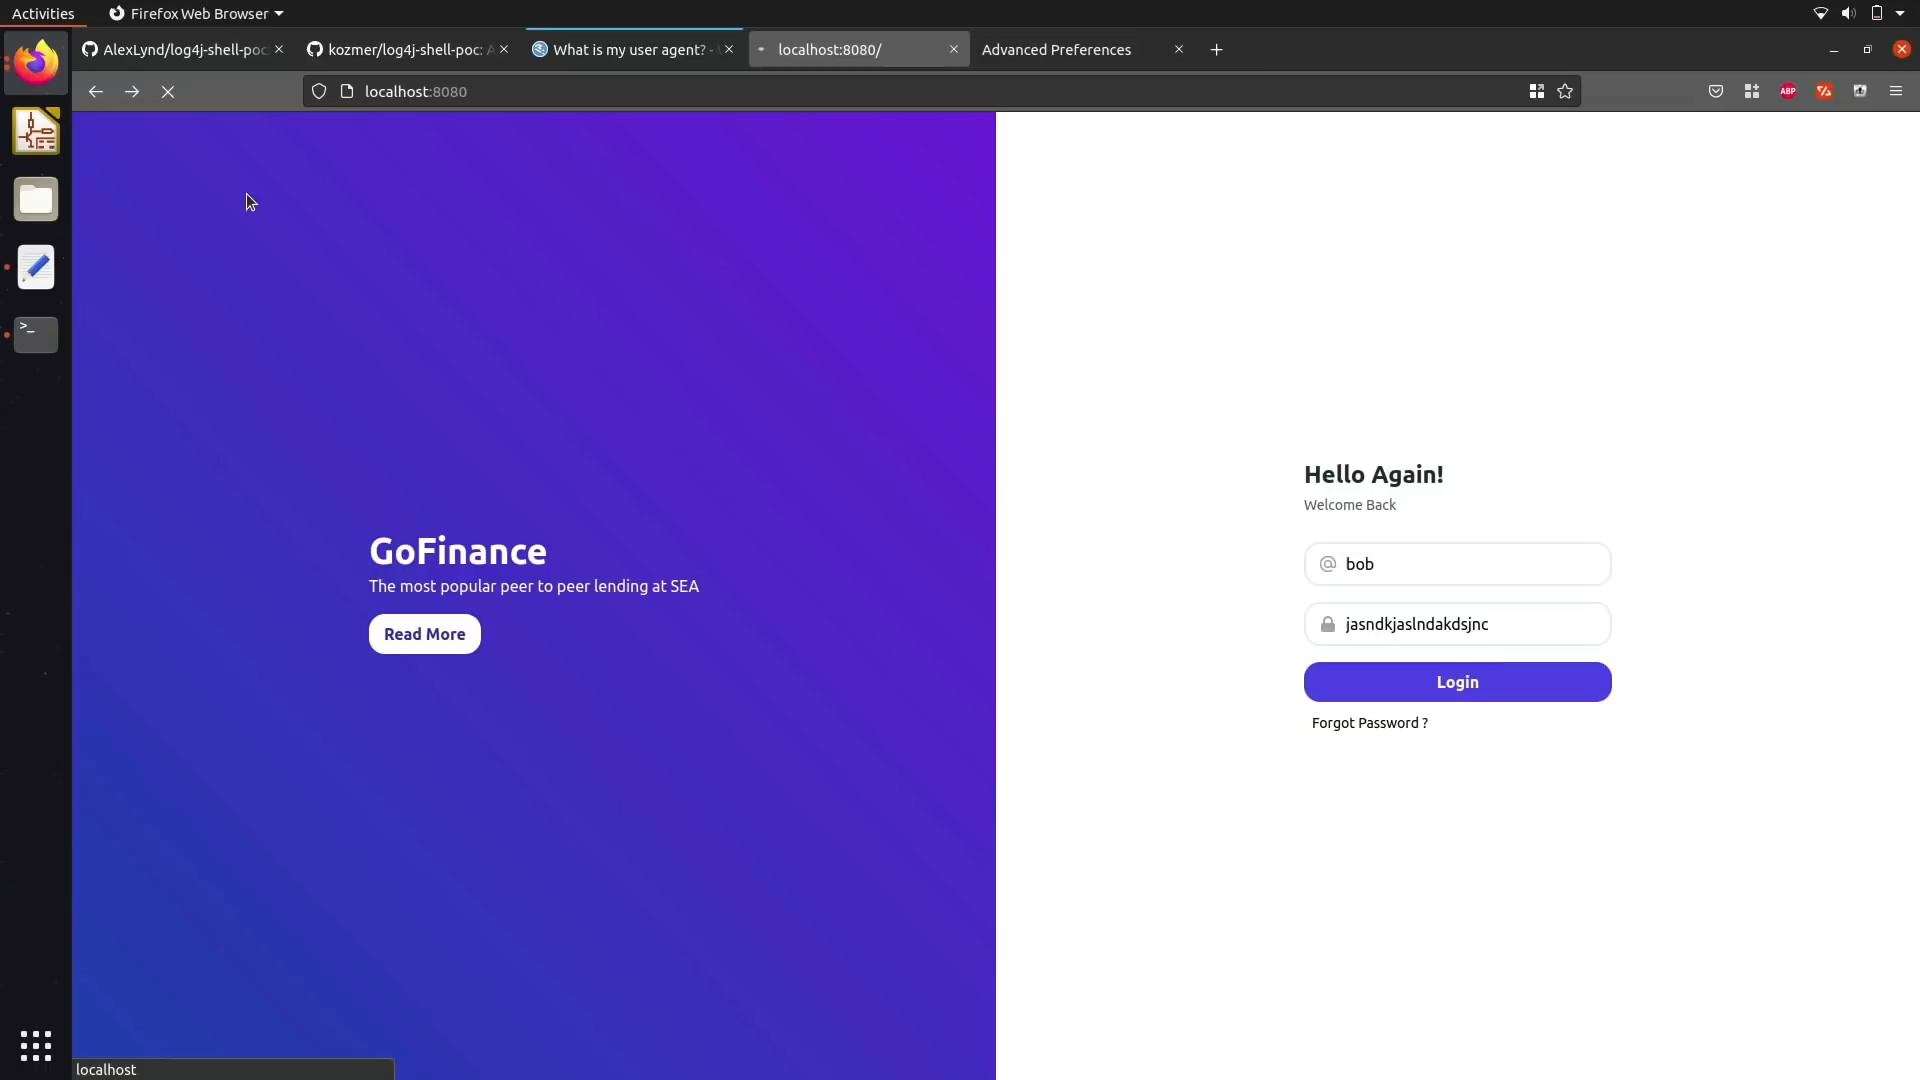 Activities
Firefox Web Browser
AlexLynd/log4j-shell-poc
kozmer/log4j-shell-poc: A
What is my user agent? -
localhost:8080/
Advanced Preferences
localhost:8080
ABP
GoFinance
The most popular peer to peer lending at SEA
Read More
Hello Again!
Welcome Back
@ bob
jasndkjaslndakdsjnc
Login
Forgot Password ?
localhost